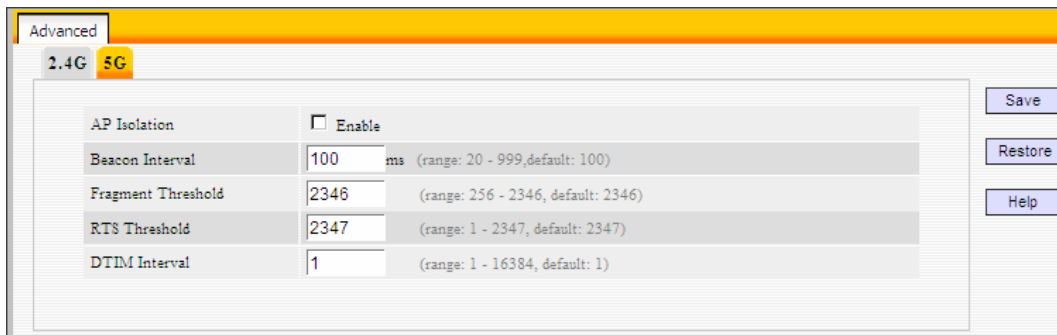 Advanced
2.4G 5G
AP Isolation Enable
Beacon Interval 100 ms (range: 20 - 999,default: 100)
Fragment Threshold 2346 (range: 256 - 2346, default: 2346)
RTS Threshold 2347 (range: 1 - 2347, default: 2347)
DTIM Interval 1 (range: 1 - 16384, default: 1)
Save
Restore
Help